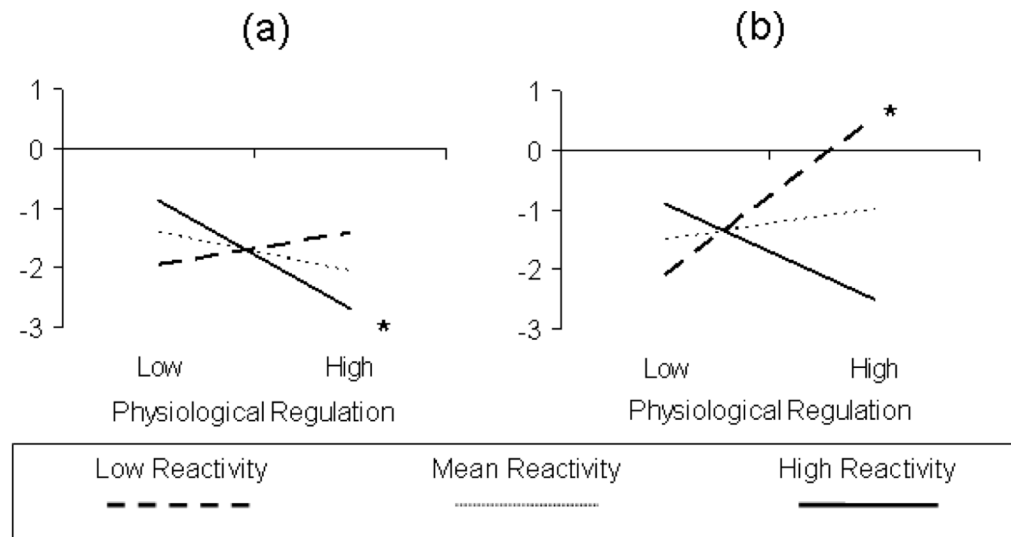 (a)
1
0
-1
-2
-3
*
Low High
Physiological Regulation
(b)
1
0
-1
-2
-3
*
Low High
Physiological Regulation
Low Reactivity Mean Reactivity High Reactivity